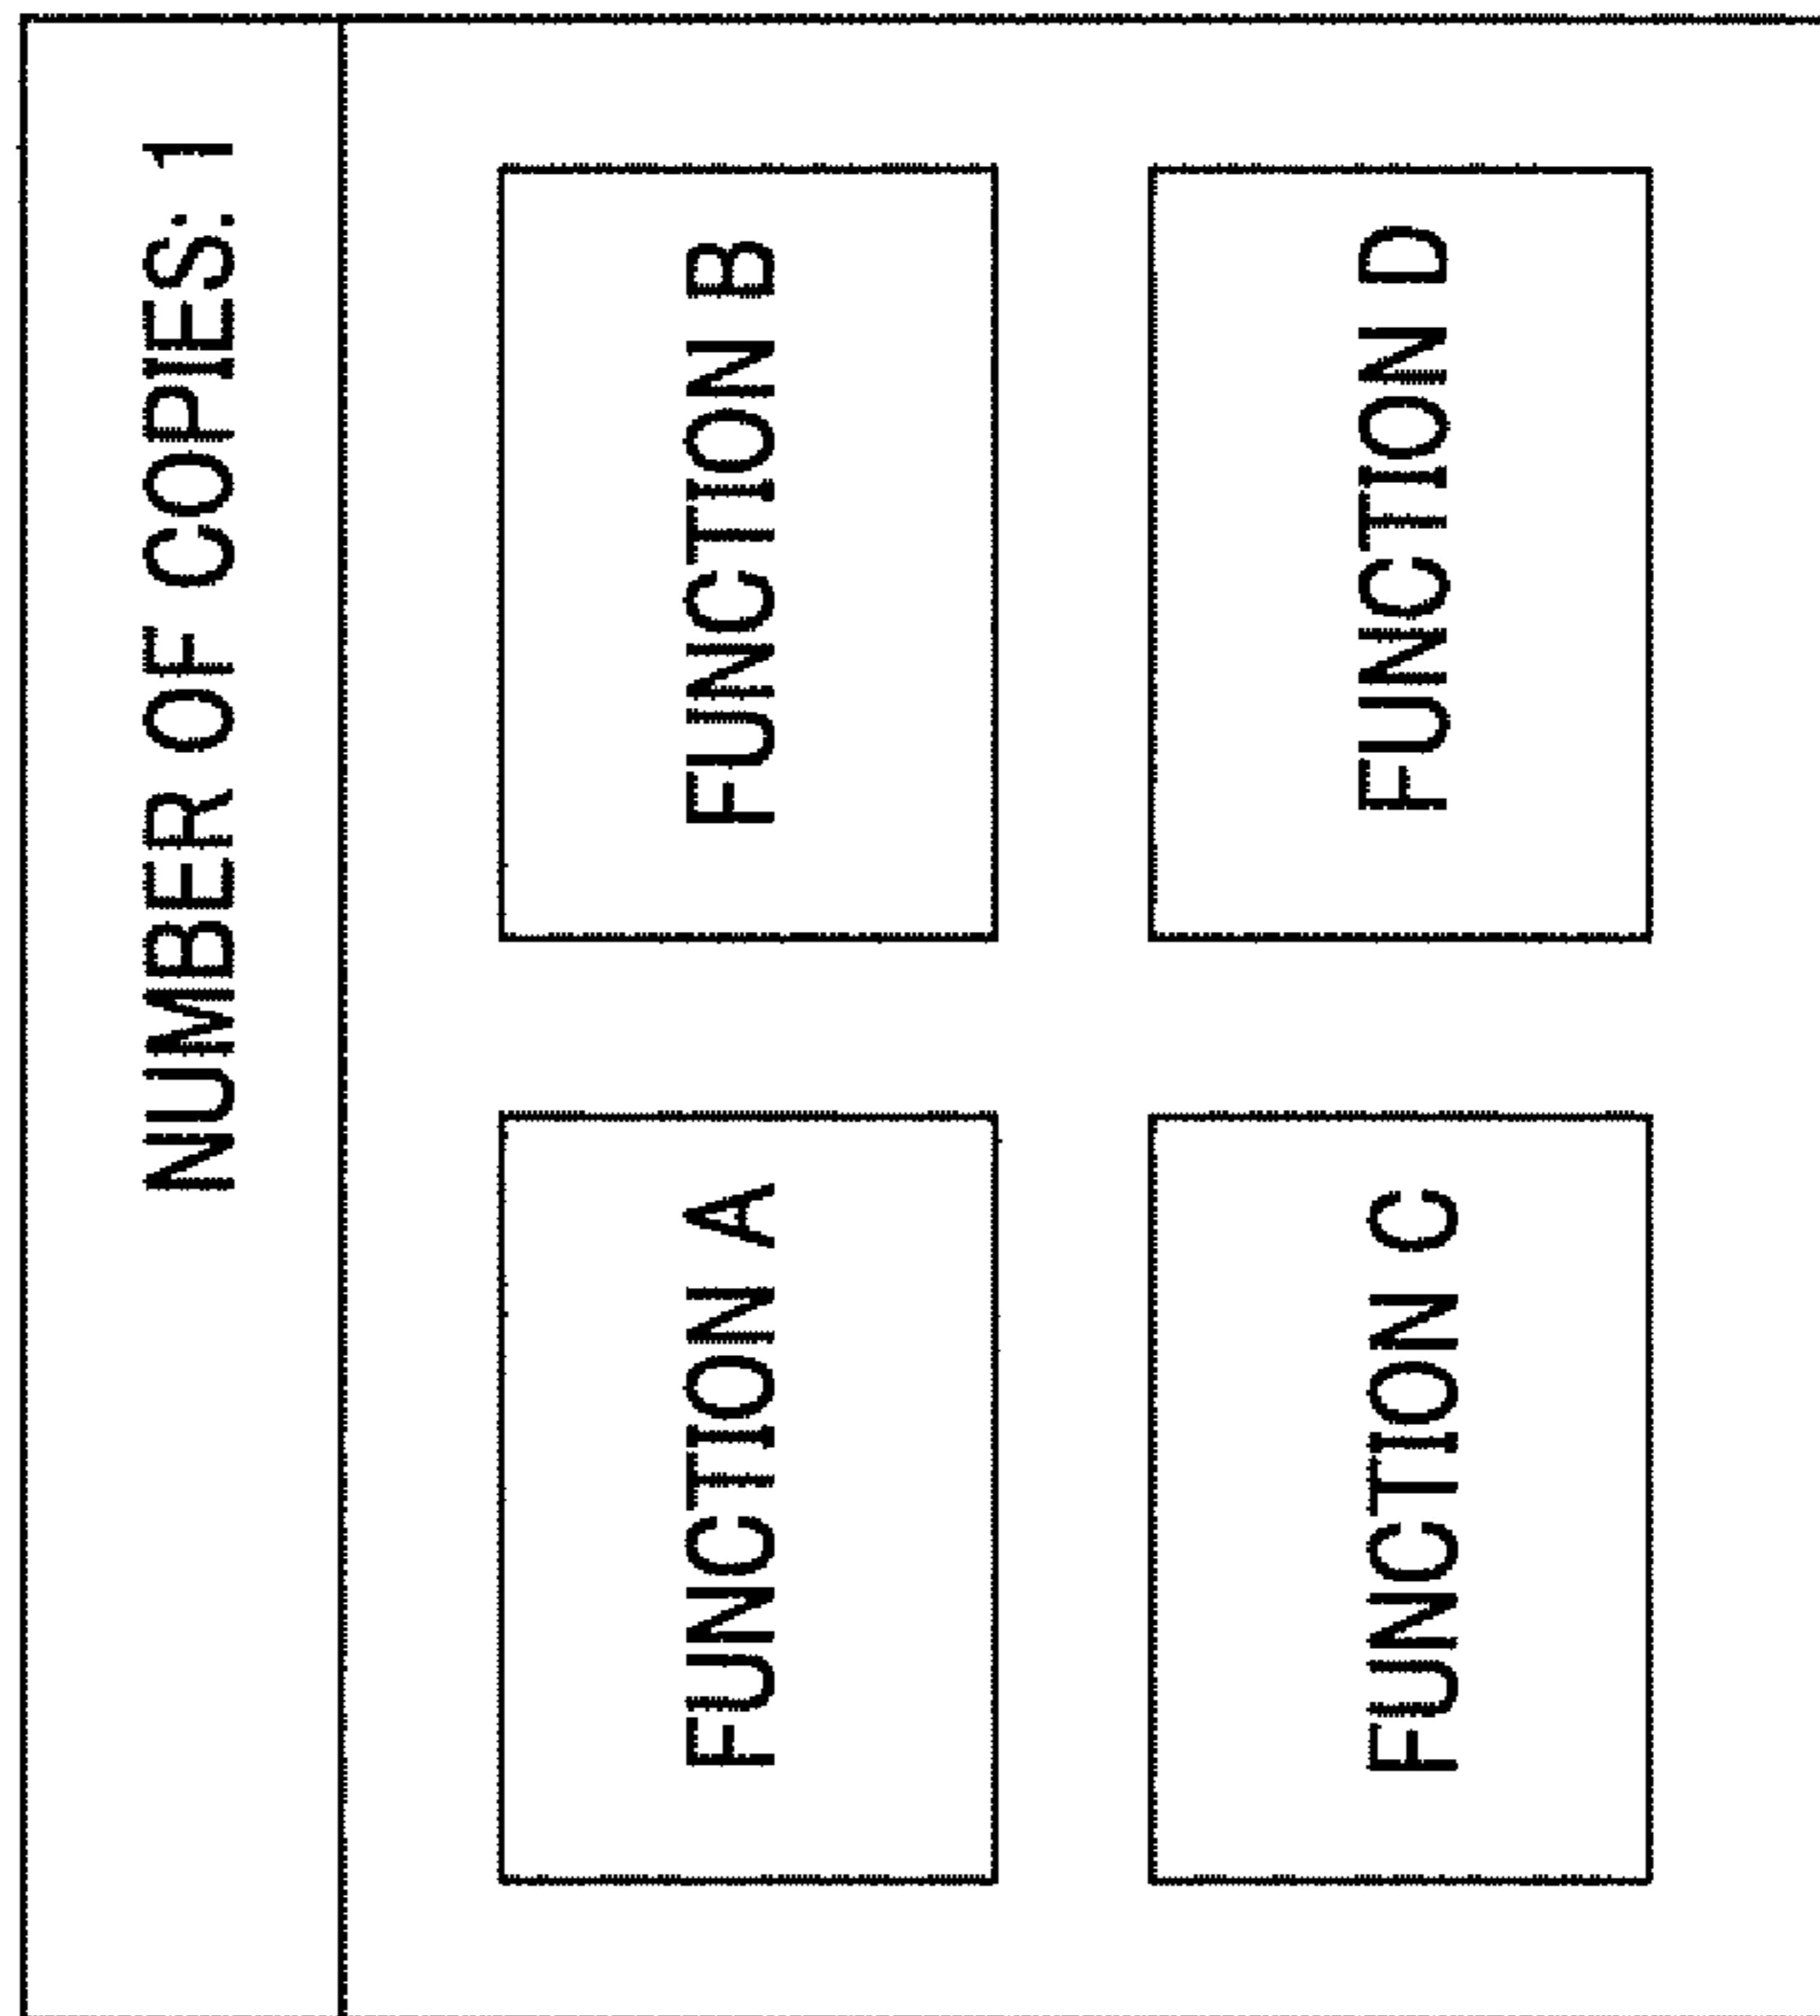 NUMBER OF COPIES: 1
FUNCTION A
FUNCTION B
FUNCTION C
FUNCTION D